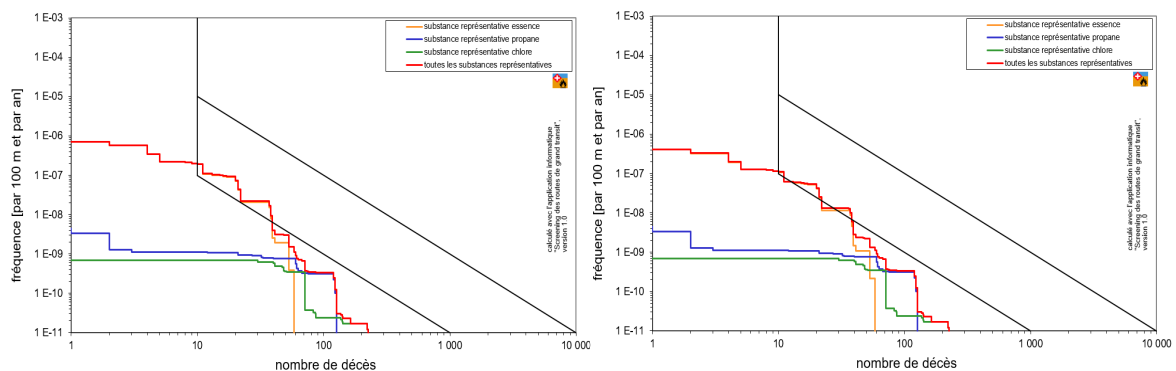 1 E-03
1 E-04
1 E-05
1 E-06
1 E-07
1 E-08
1 E-09
1 E-10
1 E-11
fréquence [par 100 m et par an]
1
10
100
1 000
10 000
nombre de décès
substance représentative essence
substance représentative propane
substance représentative chlore
toutes les substances représentatives
calculé avec l'application informatique
"Screening des routes de grand transit",
version 1.0
1 E-03
1 E-04
1 E-05
1 E-06
1 E-07
1 E-08
1 E-09
1 E-10
1 E-11
fréquence [par 100 m et par an]
1
10
100
1 000
10 000
nombre de décès
substance représentative essence
substance représentative propane
substance représentative chlore
toutes les substances représentatives
calculé avec l'application informatique
"Screening des routes de grand transit",
version 1.0